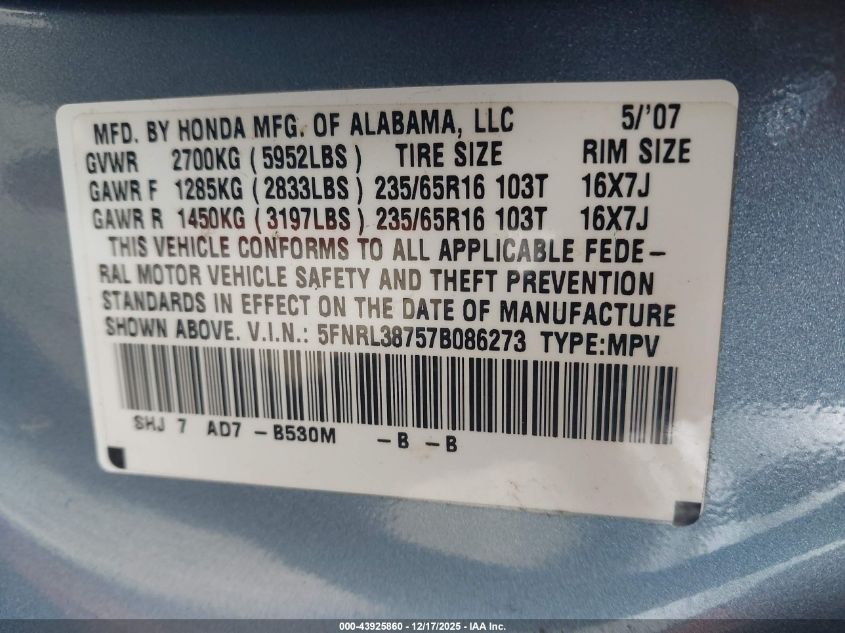 MFD. BY HONDA MFG. OF ALABAMA, LLC 5/'07
GVWR 2700KG (5952LBS) TIRE SIZE RIM SIZE
GAWR F 1285KG (2833LBS) 235/65R16 103T 16X7J
GAWR R 1450KG (3197LBS) 235/65R16 103T 16X7J
THIS VEHICLE CONFORMS TO ALL APPLICABLE FEDE-
RAL MOTOR VEHICLE SAFETY AND THEFT PREVENTION
STANDARDS IN EFFECT ON THE DATE OF MANUFACTURE
SHOWN ABOVE. V.I.N.: 5FNRL38757B086273 TYPE:MPV
SHJ 7 AD7 -B530M -B -B
000-43925860 - 12/17/2025 - IAA Inc.